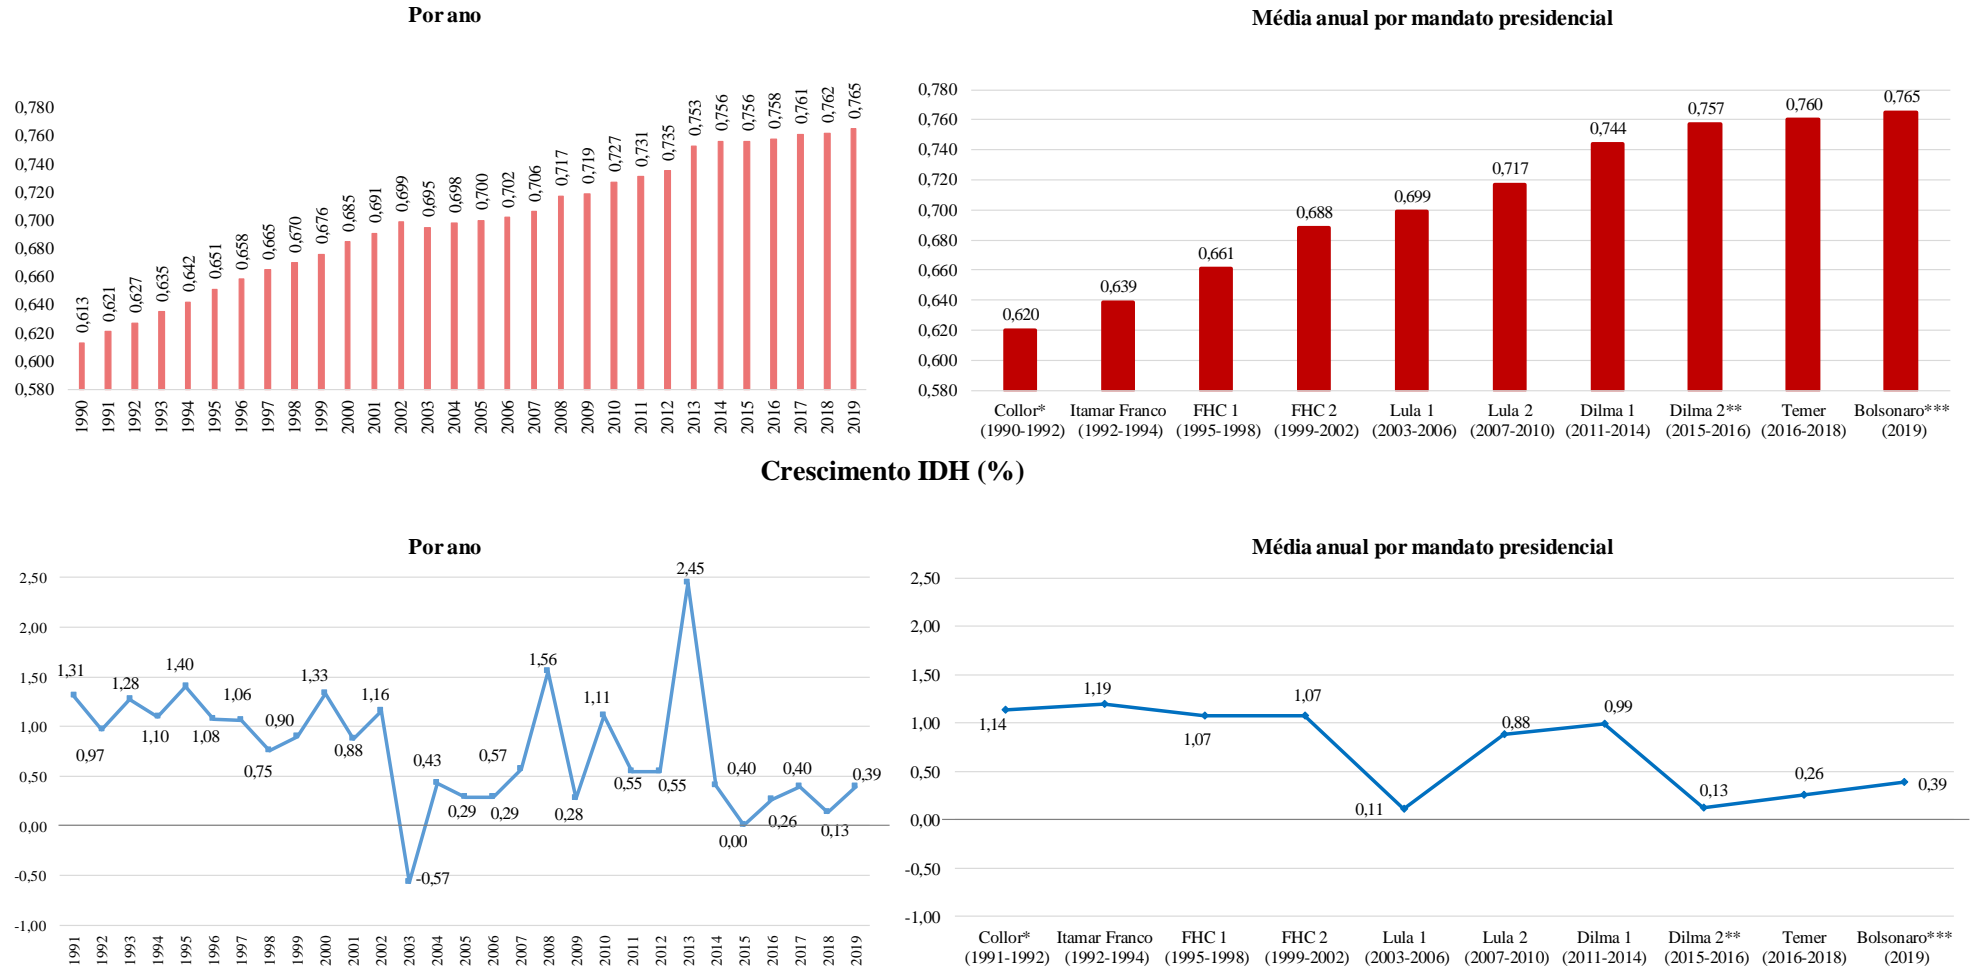 Por ano
0,780
0,760
0,740
0,720
0,700
0,680
0,660
0,640
0,620
0,600
0,580
0,613 0,621 0,627 0,635 0,642 0,651 0,658 0,665 0,670 0,676 0,685 0,691 0,699 0,695 0,698 0,700 0,702 0,706 0,717 0,719 0,727 0,731 0,735 0,753 0,756 0,756 0,758 0,761 0,762 0,765
1990 1991 1992 1993 1994 1995 1996 1997 1998 1999 2000 2001 2002 2003 2004 2005 2006 2007 2008 2009 2010 2011 2012 2013 2014 2015 2016 2017 2018 2019
Média anual por mandato presidencial
0,780
0,760
0,740
0,720
0,700
0,680
0,660
0,640
0,620
0,600
0,580
0,620 0,639 0,661 0,688 0,699 0,717 0,744 0,757 0,760 0,765
Collor* Itamar Franco FHC 1 FHC 2 Lula 1 Lula 2 Dilma 1 Dilma 2** Temer Bolsonaro***
(1990-1992) (1992-1994) (1995-1998) (1999-2002) (2003-2006) (2007-2010) (2011-2014) (2015-2016) (2016-2018) (2019)
Crescimento IDH (%)
Por ano
2,50
2,00
1,50
1,00
0,50
0,00
-0,50
-1,00
1,31 0,97 1,28 1,10 1,40 1,08 1,06 0,75 0,90 1,33 0,88 1,16 -0,57 0,43 0,29 0,29 0,57 1,56 0,28 1,11 0,55 0,55 2,45 0,40 0,00 0,26 0,40 0,13 0,39
1991 1992 1993 1994 1995 1996 1997 1998 1999 2000 2001 2002 2003 2004 2005 2006 2007 2008 2009 2010 2011 2012 2013 2014 2015 2016 2017 2018 2019
Média anual por mandato presidencial
2,50
2,00
1,50
1,00
0,50
0,00
-0,50
-1,00
1,14 1,19 1,07 1,07 0,11 0,88 0,99 0,13 0,26 0,39
Collor* Itamar Franco FHC 1 FHC 2 Lula 1 Lula 2 Dilma 1 Dilma 2** Temer Bolsonaro***
(1991-1992) (1992-1994) (1995-1998) (1999-2002) (2003-2006) (2007-2010) (2011-2014) (2015-2016) (2016-2018) (2019)